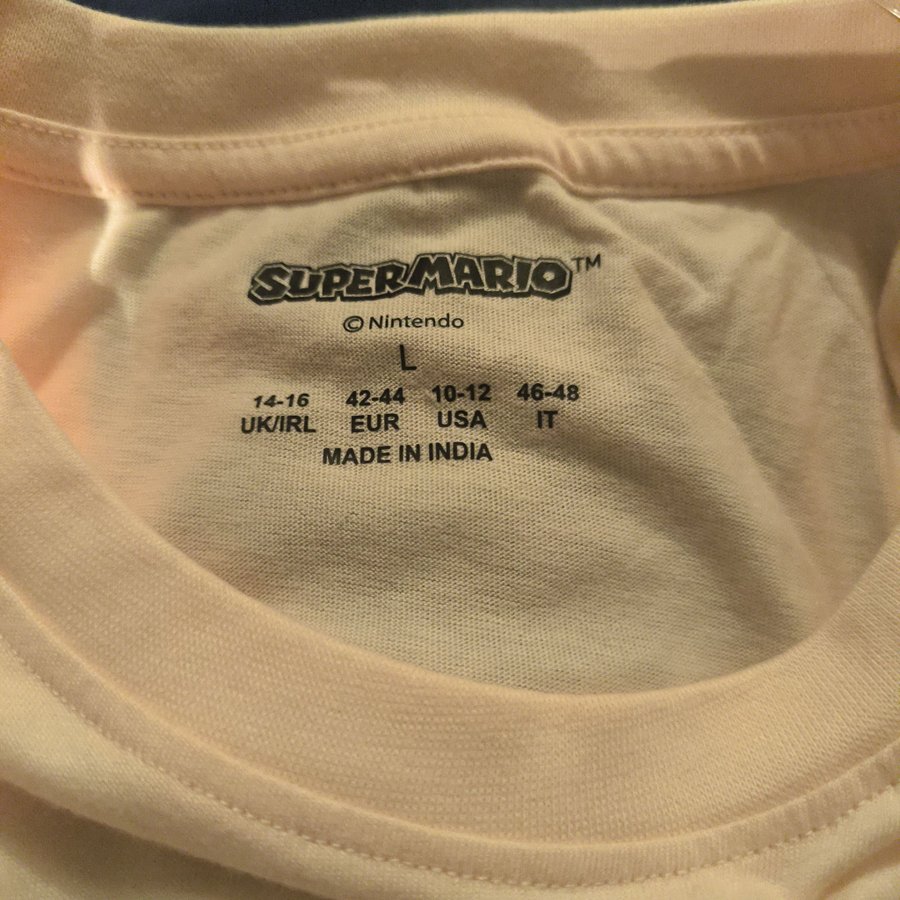 SUPER MARIO™
© Nintendo
L
14-16 42-44 10-12 46-48
UK/IRL EUR USA IT
MADE IN INDIA